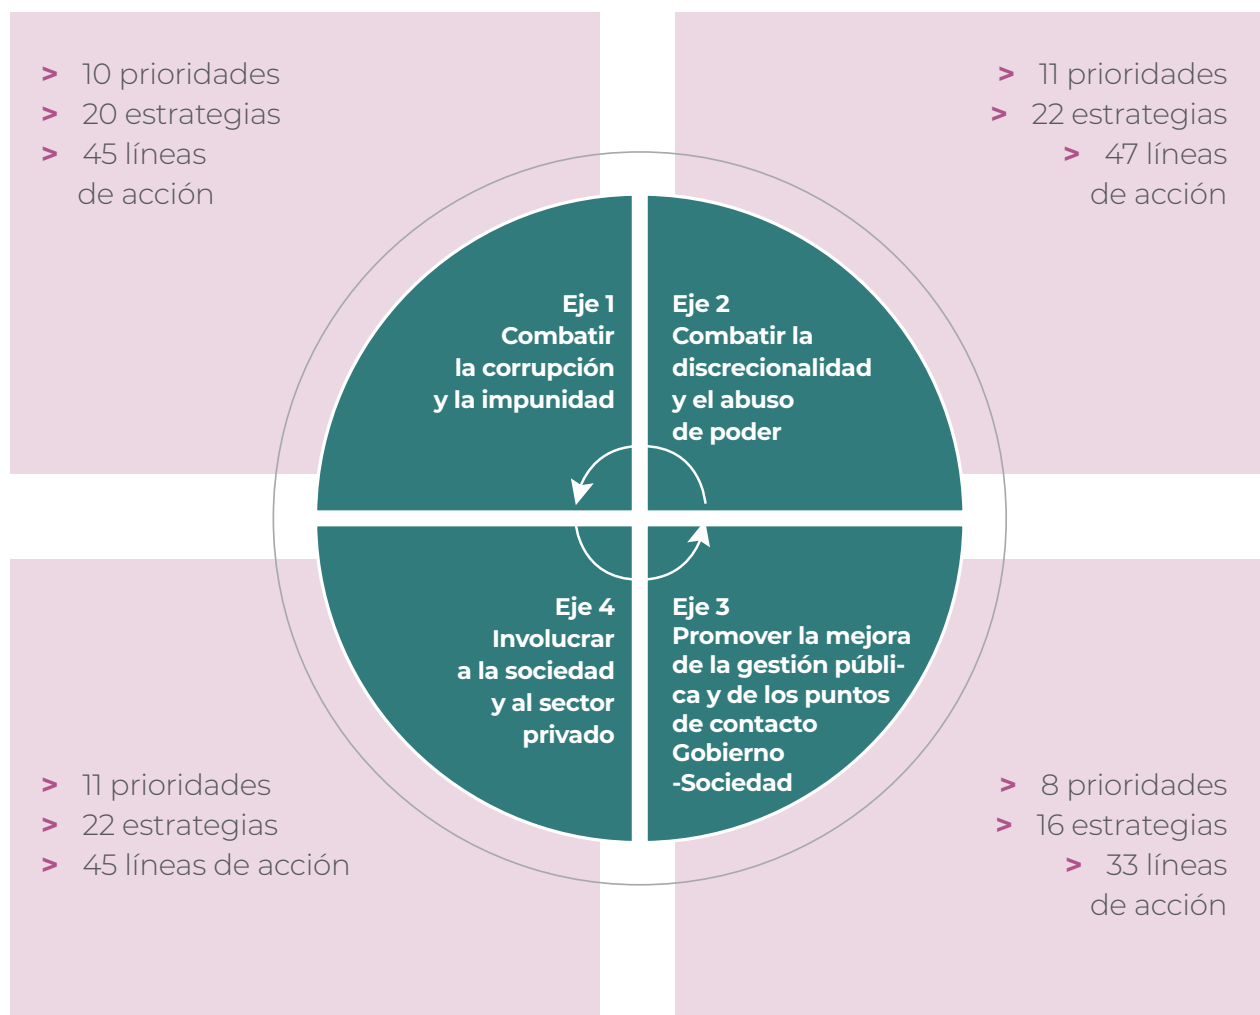 > 10 prioridades
> 20 estrategias
> 45 líneas
de acción
> 11 prioridades
> 22 estrategias
> 47 líneas
de acción
Eje 1
Combatir
la corrupción
y la impunidad
Eje 2
Combatir la
discrecionalidad
y el abuso
de poder
Eje 4
Involucrar
a la sociedad
y al sector
privado
Eje 3
Promover la mejora
de la gestión públi-
ca y de los puntos
de contacto
Gobierno
-Sociedad
> 11 prioridades
> 22 estrategias
> 45 líneas de acción
> 8 prioridades
> 16 estrategias
> 33 líneas
de acción